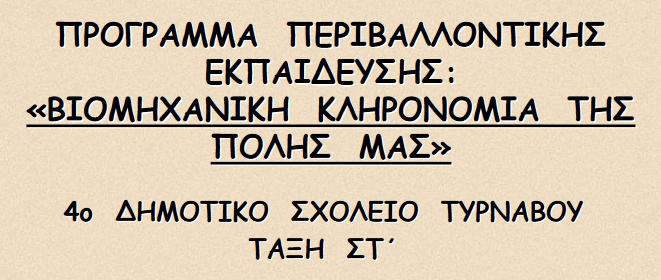 ΠΡΟΓΡΑΜΜΑ ΠΕΡΙΒΑΛΛΟΝΤΙΚΗΣ
ΕΚΠΑΙΔΕΥΣΗΣ:
«ΒΙΟΜΗΧΑΝΙΚΗ ΚΛΗΡΟΝΟΜΙΑ ΤΗΣ
ΠΟΛΗΣ ΜΑΣ»
4ο ΔΗΜΟΤΙΚΟ ΣΧΟΛΕΙΟ ΤΥΡΝΑΒΟΥ
ΤΑΞΗ ΣΤ΄